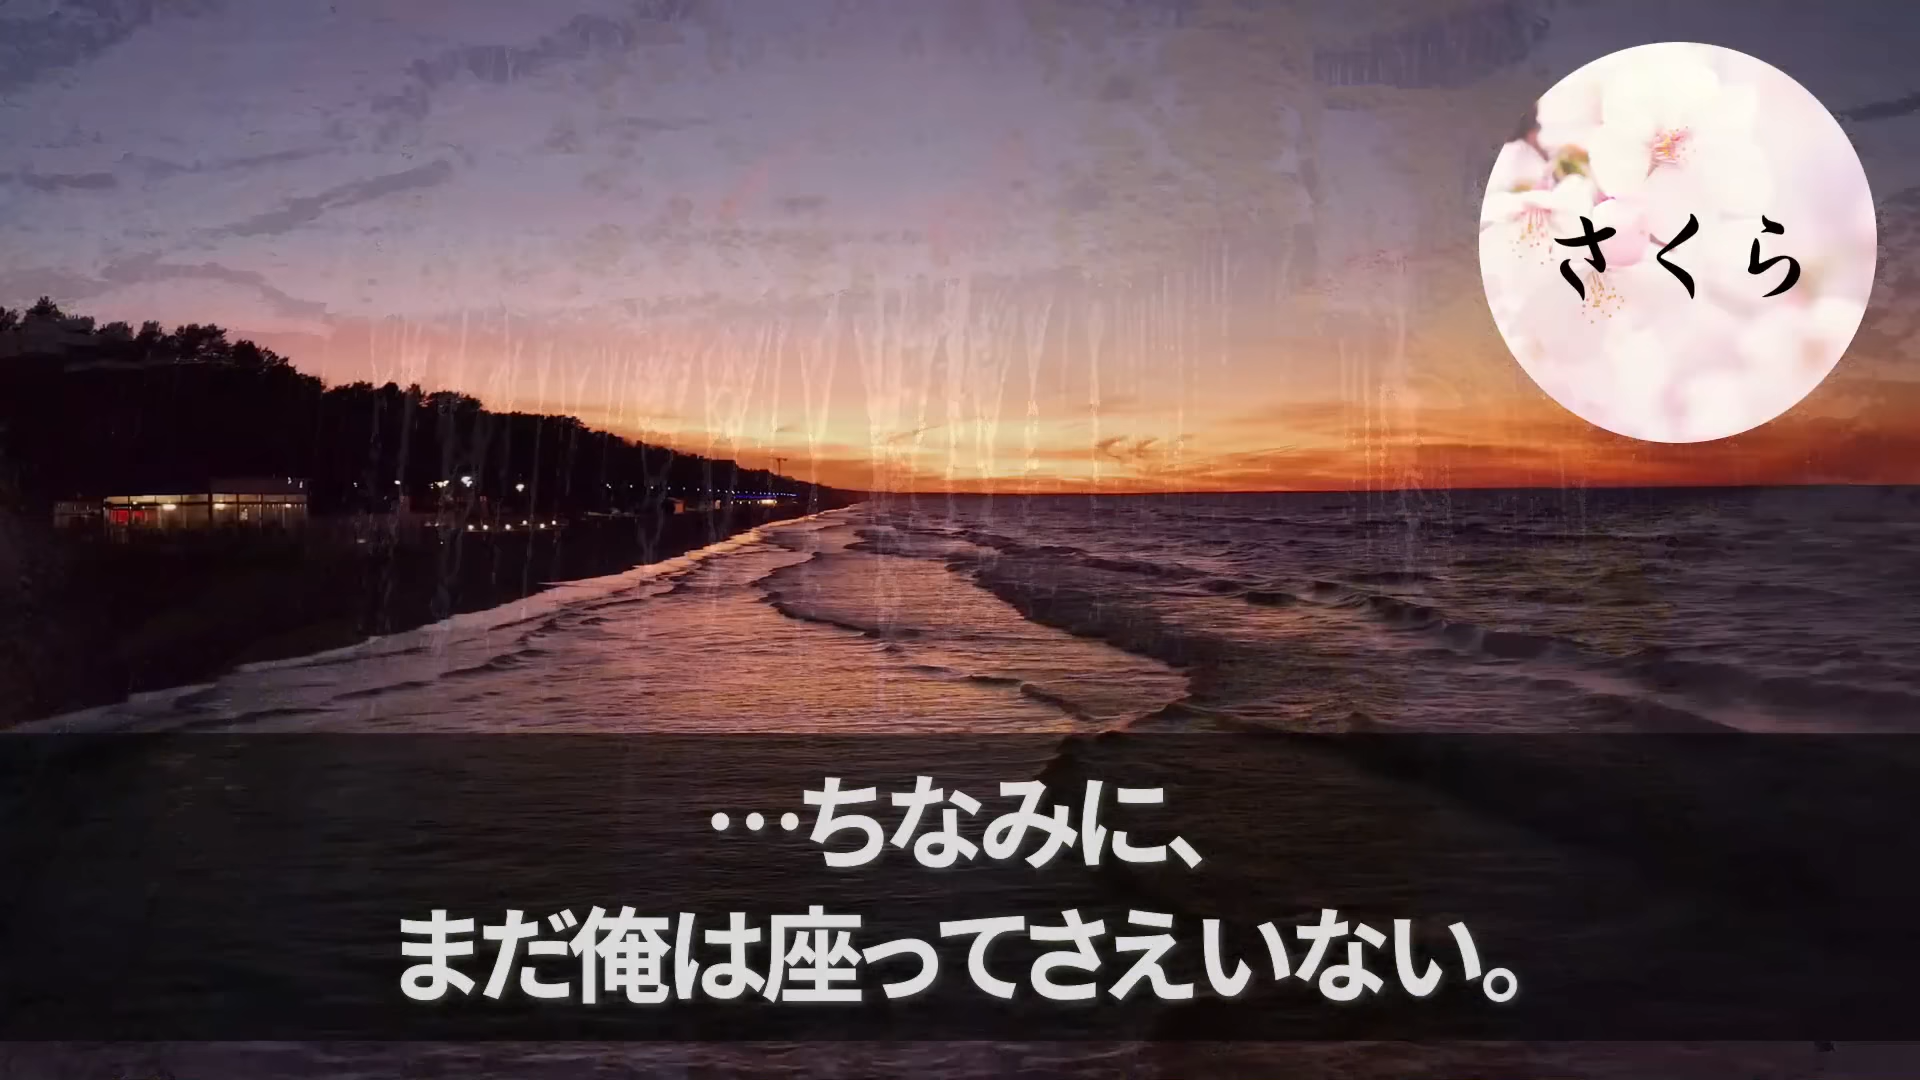 さくら
…ちなみに、
まだ俺は座ってさえいない。